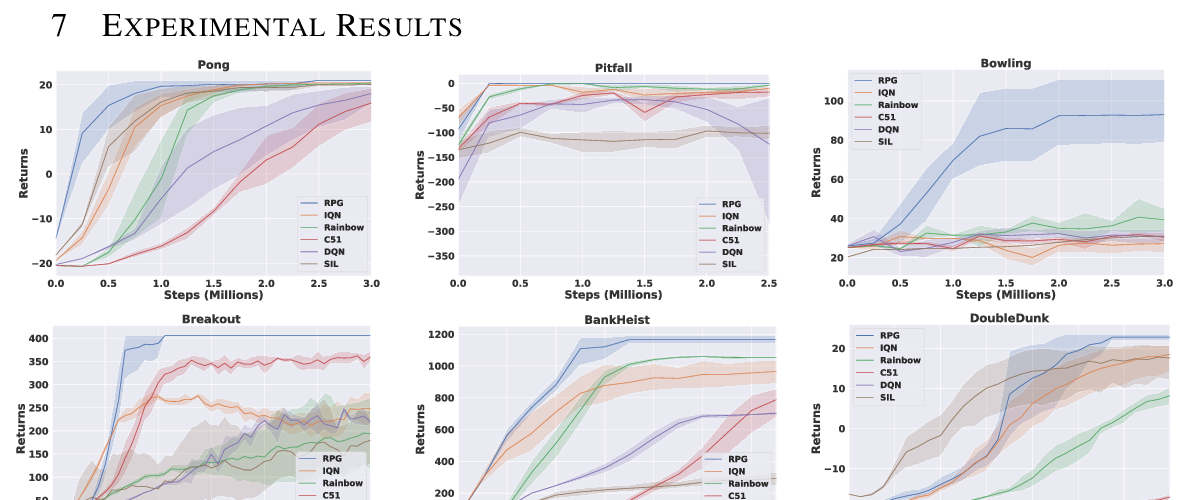 7 EXPERIMENTAL RESULTS
Pong
20
10
0
−10
−20
Returns
RPG
IQN
Rainbow
C51
DQN
SIL
0.0 0.5 1.0 1.5 2.0 2.5 3.0
Steps (Millions)
Pitfall
0
−50
−100
−150
−200
−250
−300
−350
Returns
RPG
IQN
Rainbow
C51
DQN
SIL
0.0 0.5 1.0 1.5 2.0 2.5
Steps (Millions)
Bowling
100
80
60
40
20
Returns
RPG
IQN
Rainbow
C51
DQN
SIL
0.0 0.5 1.0 1.5 2.0 2.5 3.0
Steps (Millions)
Breakout
400
350
300
250
200
150
100
Returns
RPG
IQN
Rainbow
C51
BankHeist
1200
1000
800
600
400
200
Returns
RPG
IQN
Rainbow
C51
DoubleDunk
20
10
0
−10
Returns
RPG
IQN
Rainbow
C51
DQN
SIL